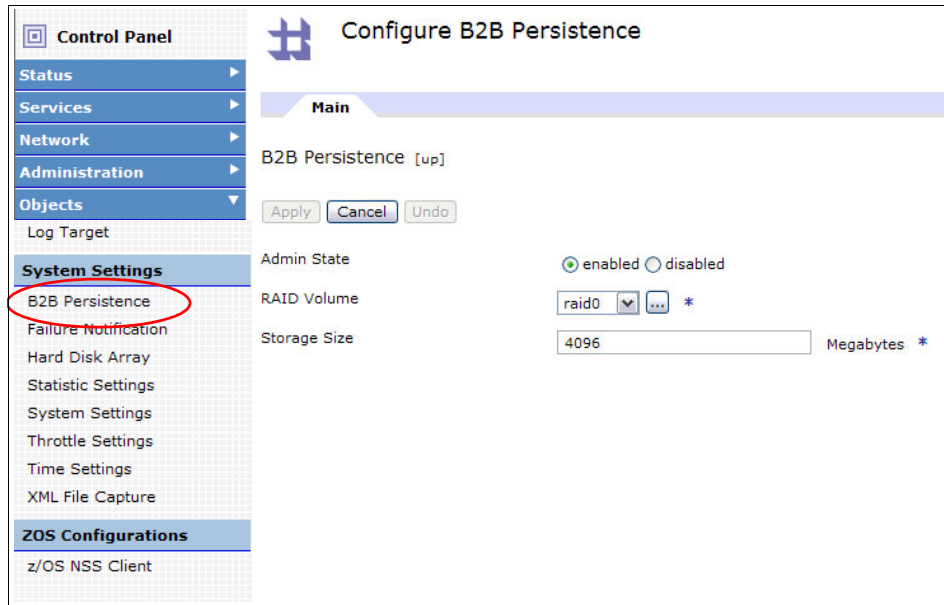 Control Panel
Status
Services
Network
Administration
Objects
Log Target
System Settings
B2B Persistence
Failure Notification
Hard Disk Array
Statistic Settings
System Settings
Throttle Settings
Time Settings
XML File Capture
ZOS Configurations
z/OS NSS Client
Configure B2B Persistence
Main
B2B Persistence [up]
Apply Cancel Undo
Admin State enabled disabled
RAID Volume raid0 ... *
Storage Size 4096 Megabytes *